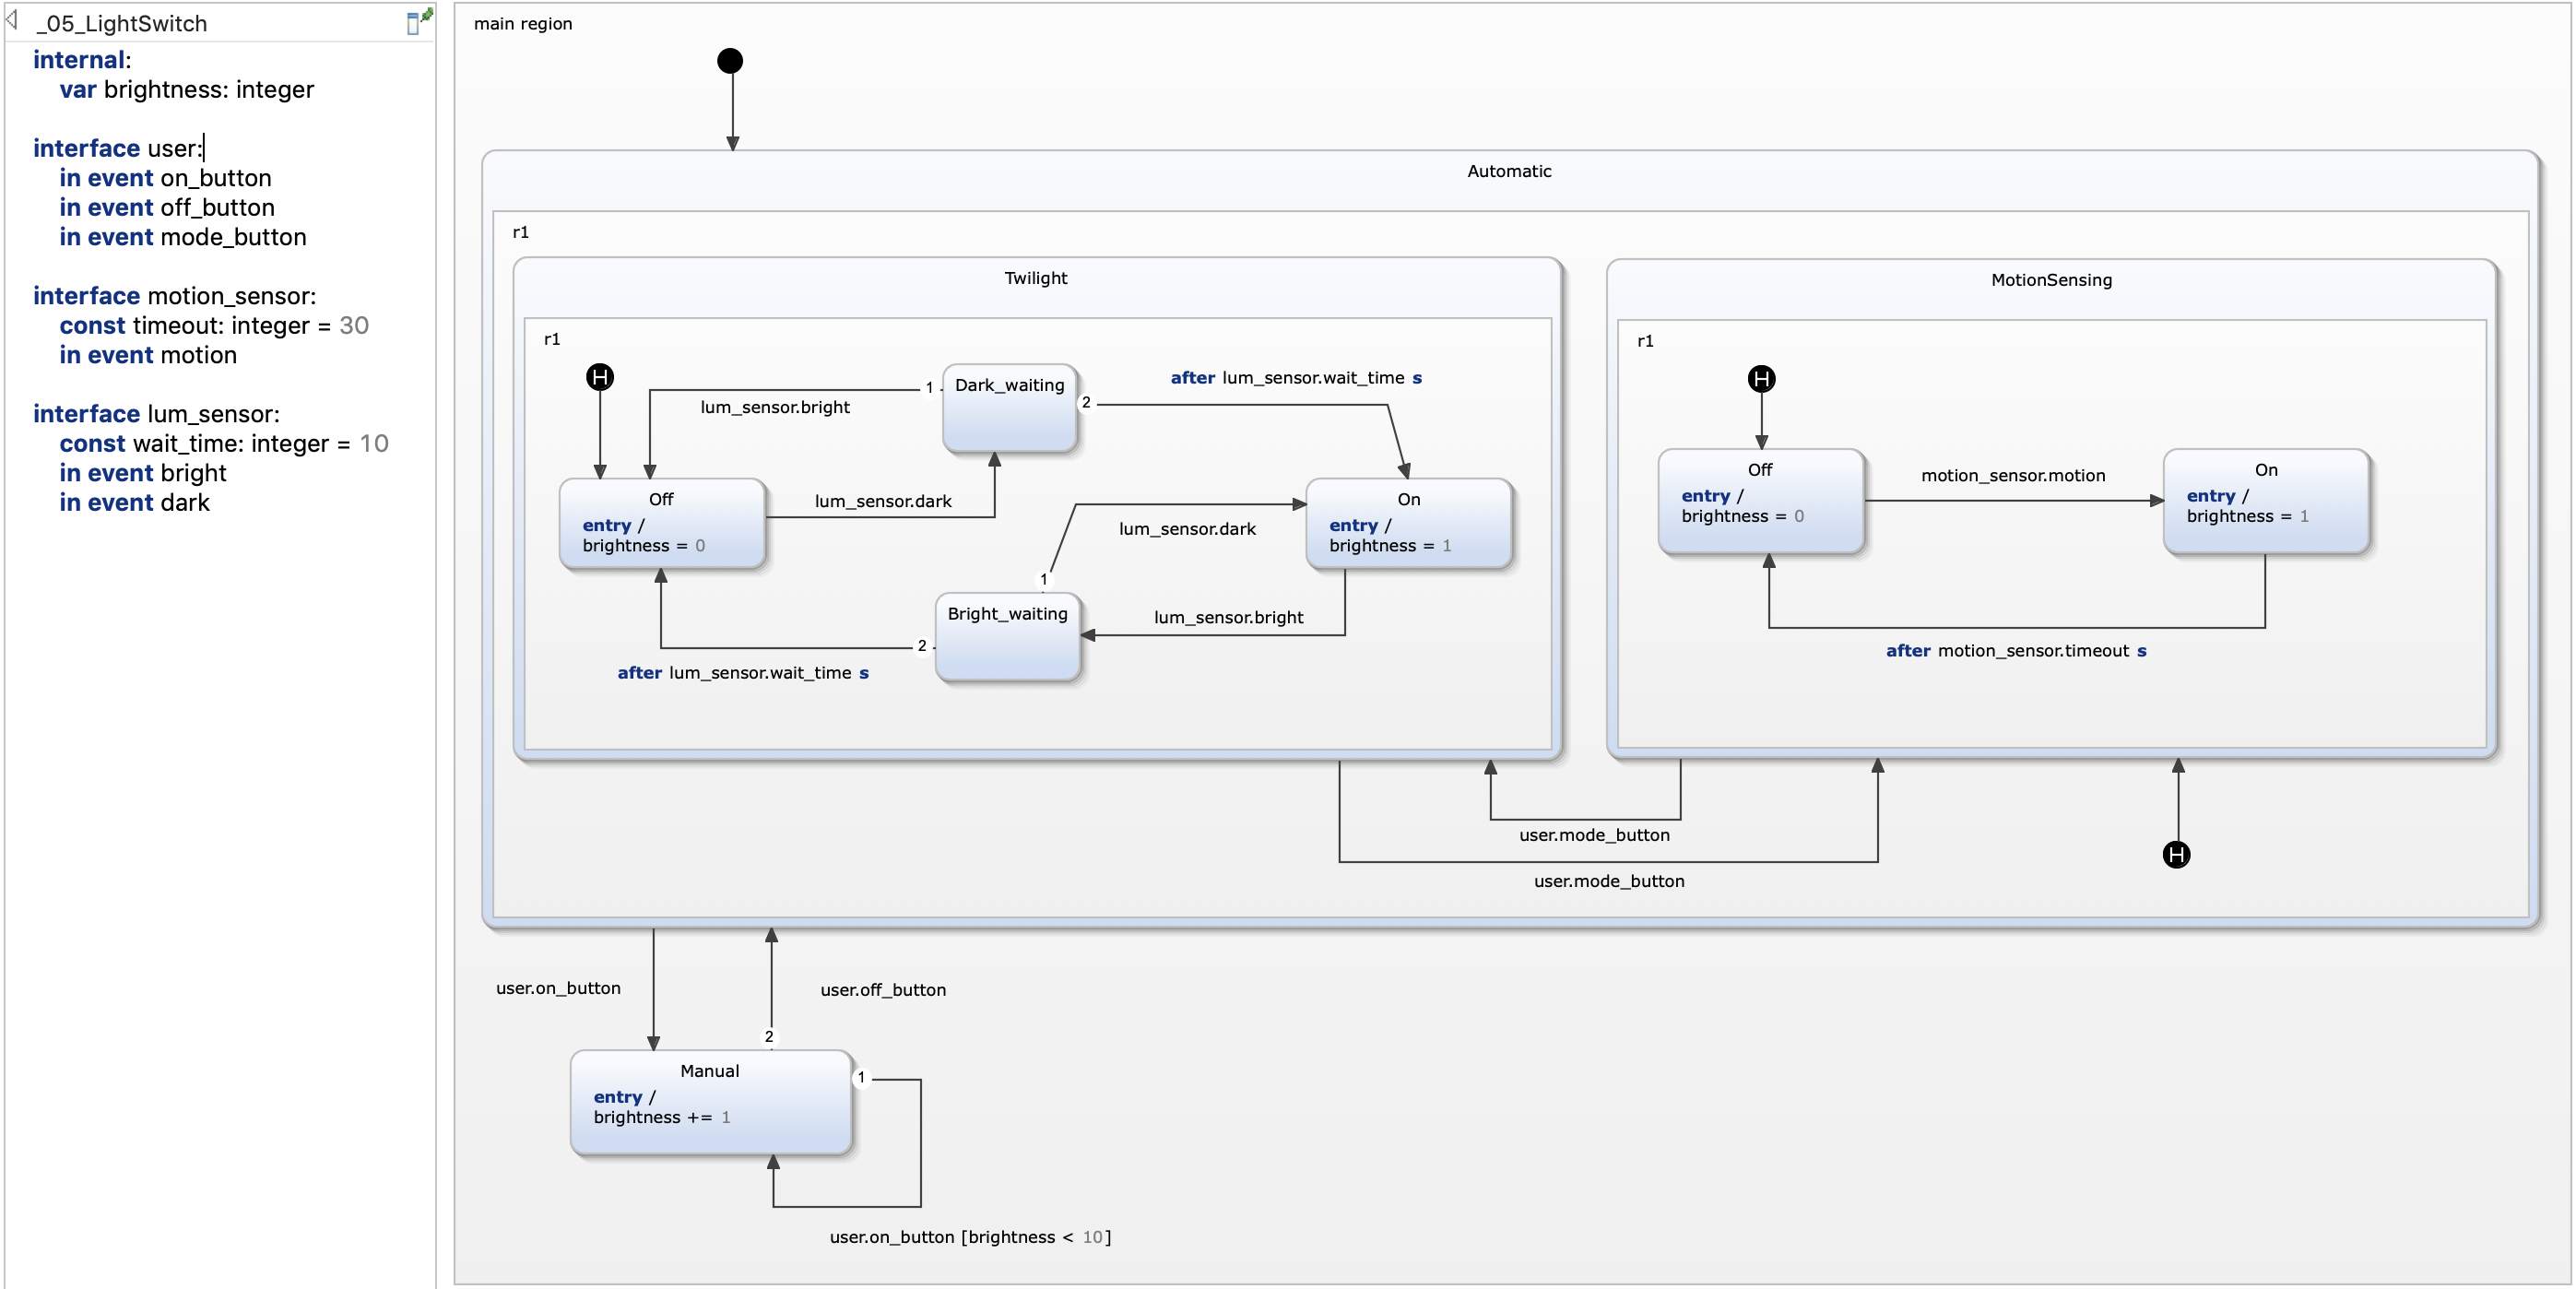 _05_LightSwitch
internal:
var brightness: integer
interface user:
in event on_button
in event off_button
in event mode_button
interface motion_sensor:
const timeout: integer = 30
in event motion
interface lum_sensor:
const wait_time: integer = 10
in event bright
in event dark
main region
Automatic
r1
Twilight
r1
H
Dark_waiting
1
lum_sensor.bright
2
after lum_sensor.wait_time s
Off
entry /
brightness = 0
lum_sensor.dark
On
entry /
brightness = 1
lum_sensor.dark
1
Bright_waiting
lum_sensor.bright
2
after lum_sensor.wait_time s
MotionSensing
r1
H
Off
entry /
brightness = 0
motion_sensor.motion
On
entry /
brightness = 1
after motion_sensor.timeout s
user.mode_button
user.mode_button
H
user.on_button
user.off_button
2
Manual
entry /
brightness += 1
1
user.on_button [brightness < 10]